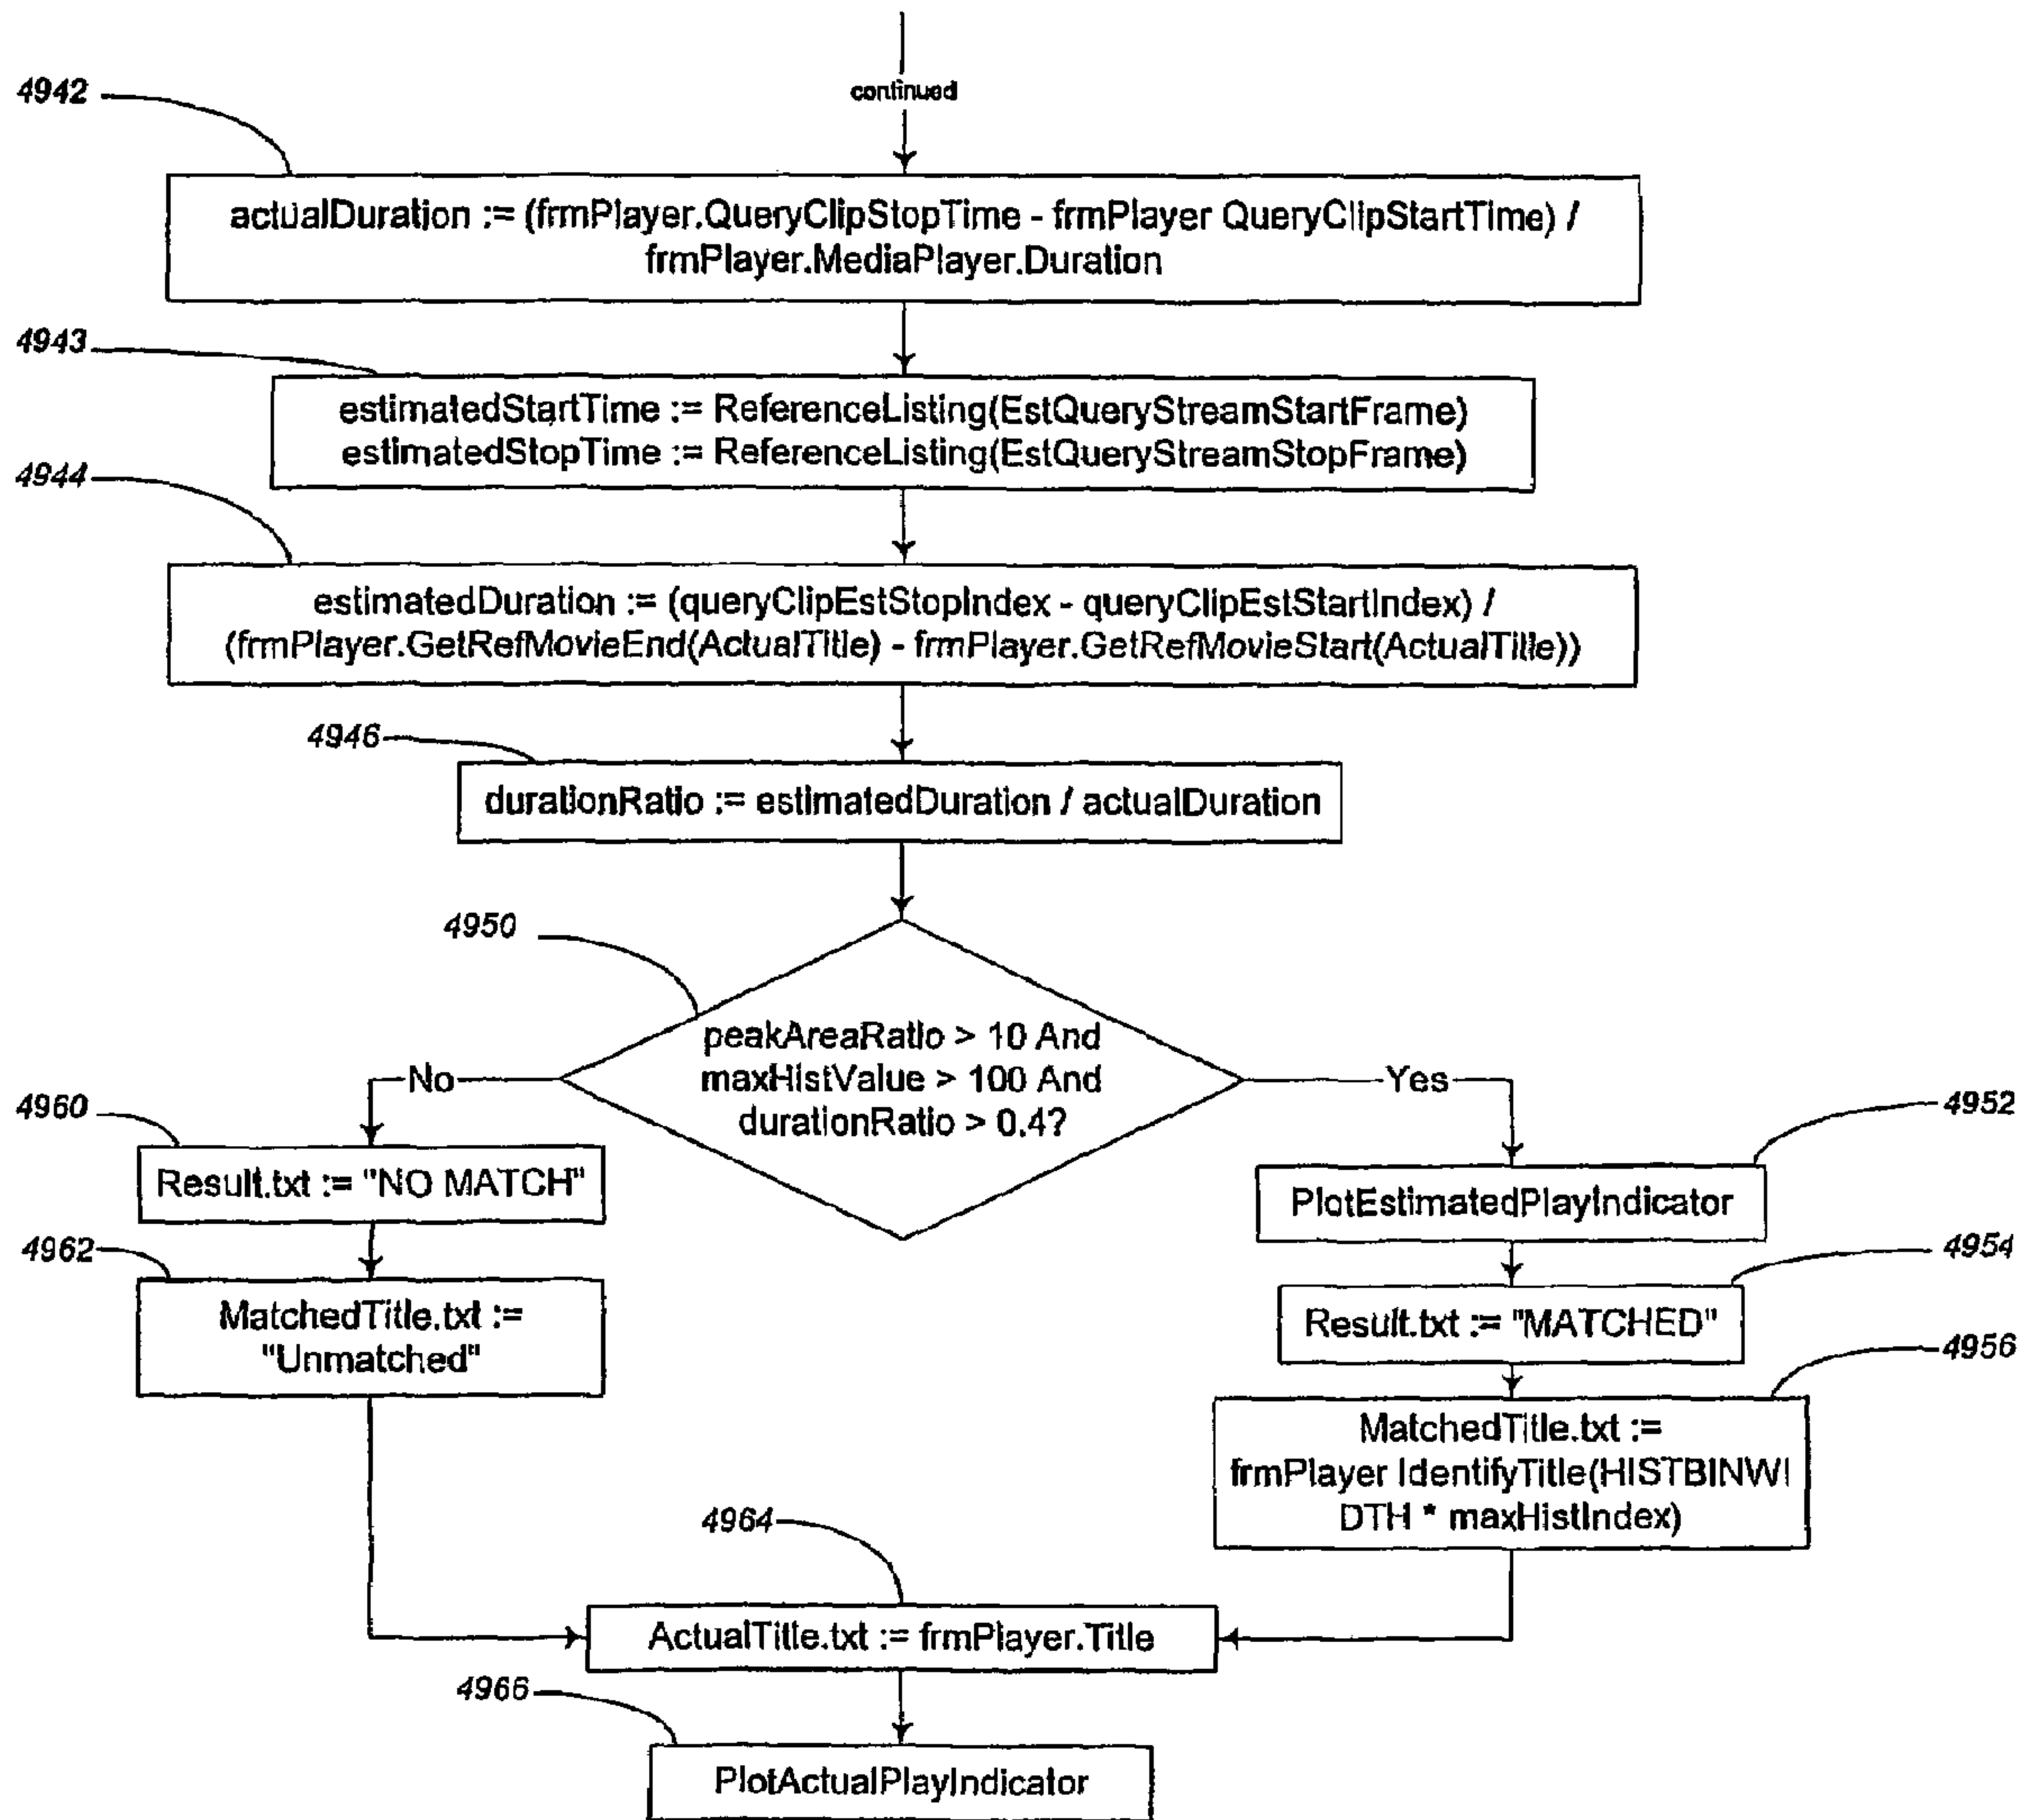 continued
4942
actualDuration := (frmPlayer.QueryClipStopTime - frmPlayer QueryClipStartTime) /
frmPlayer.MediaPlayer.Duration
4943
estimatedStartTime := ReferenceListing(EstQueryStreamStartFrame)
estimatedStopTime := ReferenceListing(EstQueryStreamStopFrame)
4944
estimatedDuration := (queryClipEstStopIndex - queryClipEstStartIndex) /
(frmPlayer.GetRefMovieEnd(ActualTitle) - frmPlayer.GetRefMovieStart(ActualTitle))
4946
durationRatio := estimatedDuration / actualDuration
4950
peakAreaRatio > 10 And
maxHistValue > 100 And
durationRatio > 0.4?
No
Yes
4960
Result.txt := "NO MATCH"
4952
PlotEstimatedPlayIndicator
4962
MatchedTitle.txt :=
"Unmatched"
4954
Result.txt := "MATCHED"
4956
MatchedTitle.txt :=
frmPlayer IdentifyTitle(HISTBINWI
DTH * maxHistIndex)
4964
ActualTitle.txt := frmPlayer.Title
4966
PlotActualPlayIndicator